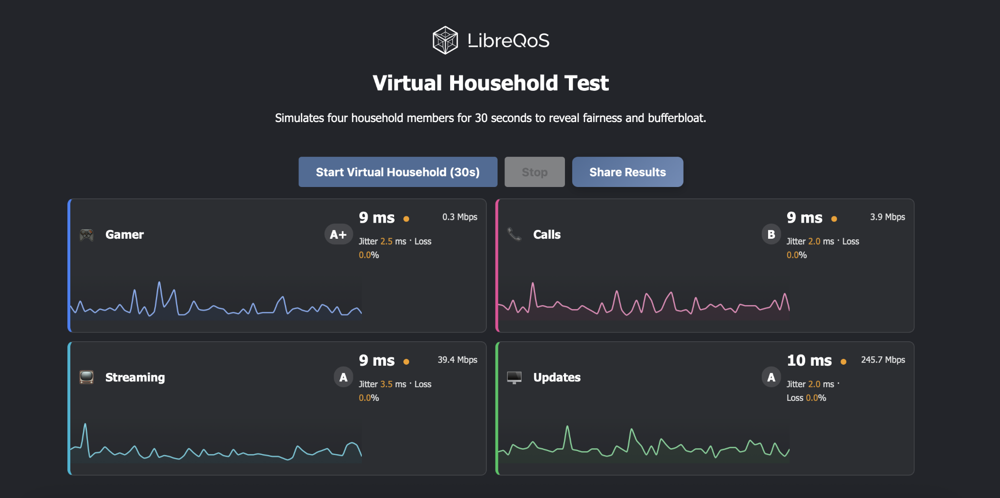 LibreQoS
Virtual Household Test
Simulates four household members for 30 seconds to reveal fairness and bufferbloat.
Start Virtual Household (30s)
Stop
Share Results
Gamer
A+
9 ms
0.3 Mbps
Jitter 2.5 ms · Loss
0.0%
Calls
B
9 ms
3.9 Mbps
Jitter 2.0 ms · Loss
0.0%
Streaming
A
9 ms
39.4 Mbps
Jitter 3.5 ms · Loss
0.0%
Updates
A
10 ms
245.7 Mbps
Jitter 2.0 ms ·
Loss 0.0%